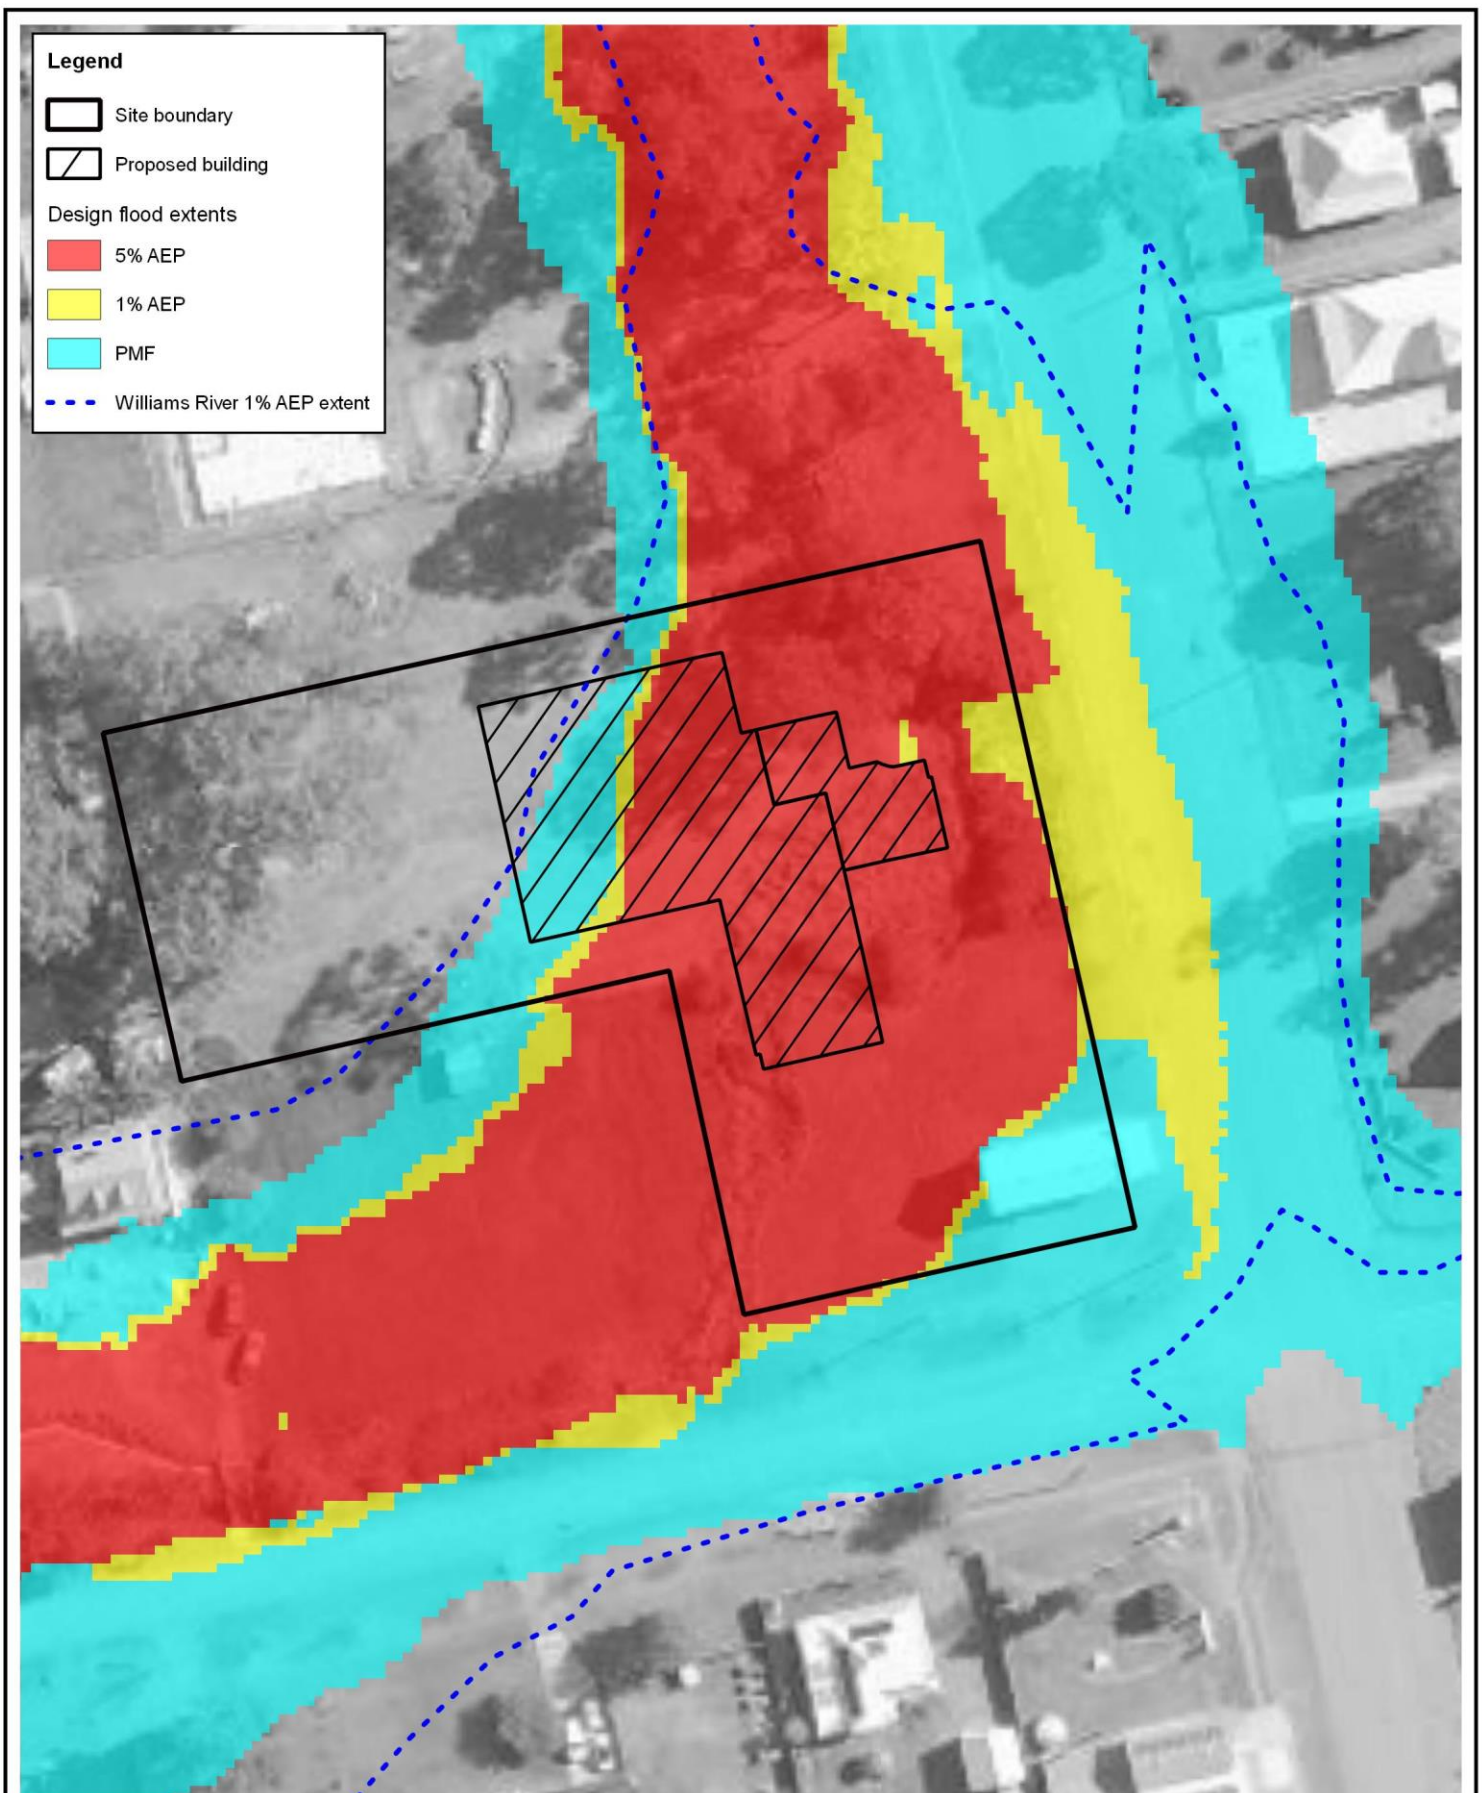 Legend
Site boundary
Proposed building
Design flood extents
5% AEP
1% AEP
PMF
Williams River 1% AEP extent